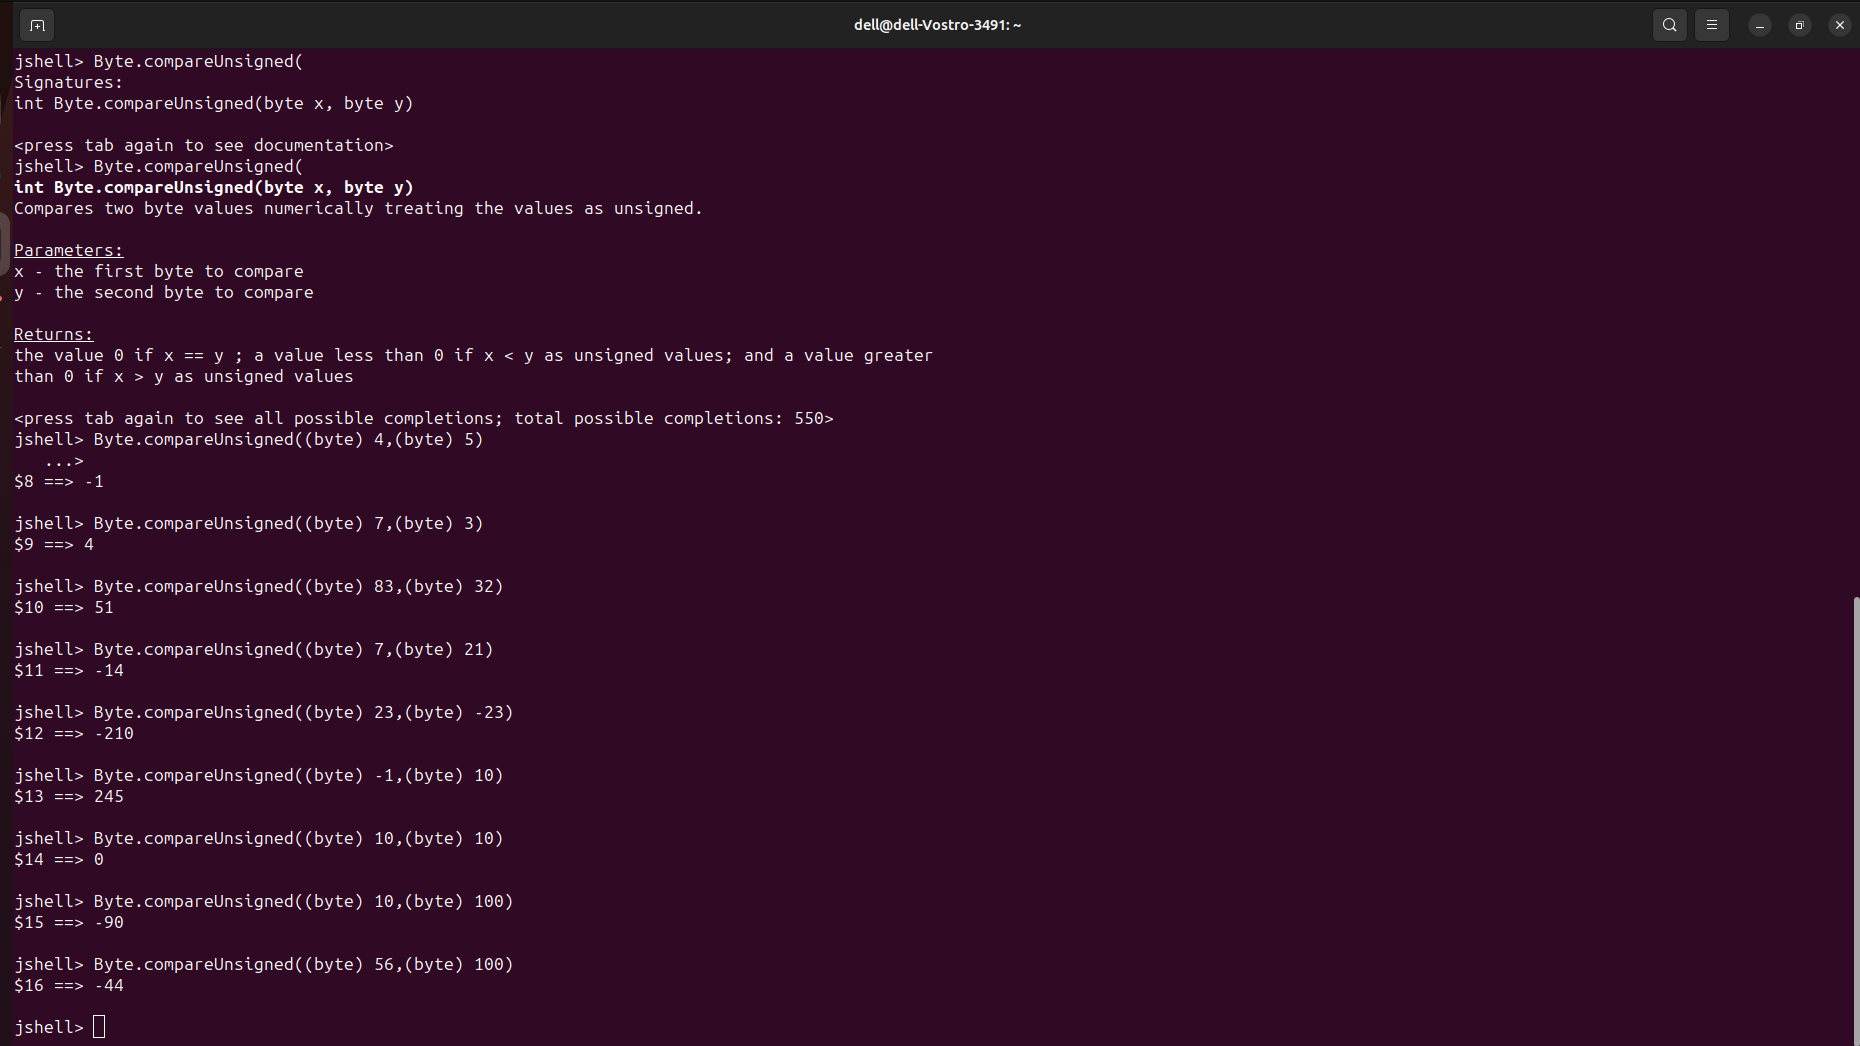 dell@dell-Vostro-3491: ~
jshell> Byte.compareUnsigned(
Signatures:
int Byte.compareUnsigned(byte x, byte y)
<press tab again to see documentation>
jshell> Byte.compareUnsigned(
int Byte.compareUnsigned(byte x, byte y)
Compares two byte values numerically treating the values as unsigned.
Parameters:
x - the first byte to compare
y - the second byte to compare
Returns:
the value 0 if x == y ; a value less than 0 if x < y as unsigned values; and a value greater
than 0 if x > y as unsigned values
<press tab again to see all possible completions; total possible completions: 550>
jshell> Byte.compareUnsigned((byte) 4,(byte) 5)
   ...>
$8 ==> -1
jshell> Byte.compareUnsigned((byte) 7,(byte) 3)
$9 ==> 4
jshell> Byte.compareUnsigned((byte) 83,(byte) 32)
$10 ==> 51
jshell> Byte.compareUnsigned((byte) 7,(byte) 21)
$11 ==> -14
jshell> Byte.compareUnsigned((byte) 23,(byte) -23)
$12 ==> -210
jshell> Byte.compareUnsigned((byte) -1,(byte) 10)
$13 ==> 245
jshell> Byte.compareUnsigned((byte) 10,(byte) 10)
$14 ==> 0
jshell> Byte.compareUnsigned((byte) 10,(byte) 100)
$15 ==> -90
jshell> Byte.compareUnsigned((byte) 56,(byte) 100)
$16 ==> -44
jshell>